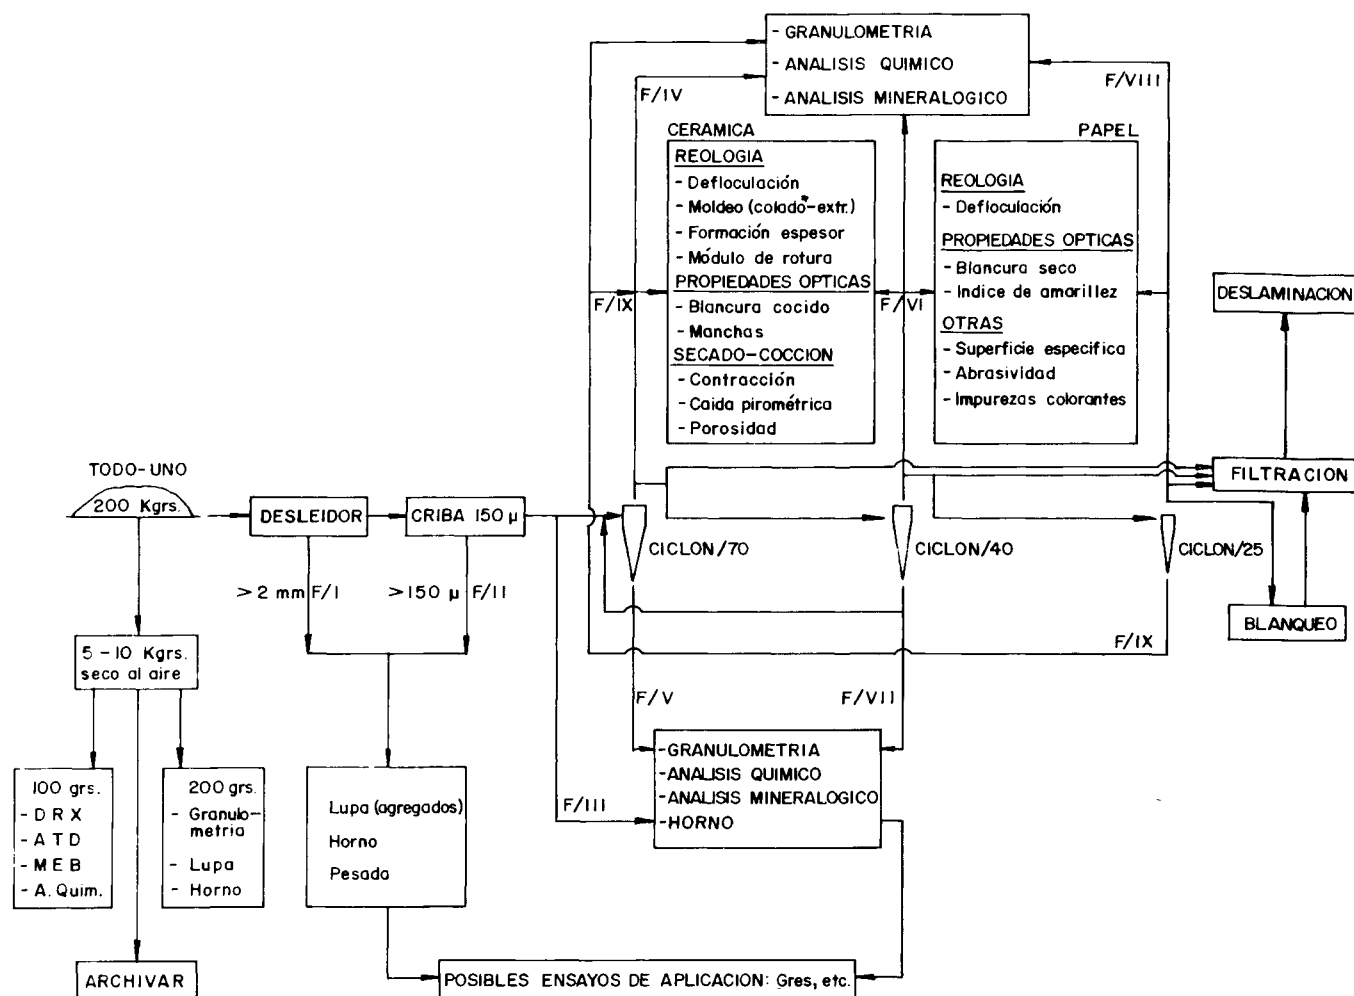 - GRANULOMETRIA
- ANALISIS QUIMICO
- ANALISIS MINERALOGICO
F/IV
F/VIII
CERAMICA
REOLOGIA
- Defloculación
- Moldeo (colado*-extr.)
- Formación espesor
- Módulo de rotura
PROPIEDADES OPTICAS
- Blancura cocido
- Manchas
SECADO-COCCION
- Contracción
- Caida pirométrica
- Porosidad
PAPEL
REOLOGIA
- Defloculación
PROPIEDADES OPTICAS
- Blancura seco
- Indice de amarillez
OTRAS
- Superficie especifica
- Abrasividad
- Impurezas colorantes
F/IX
F/VI
DESLAMINACION
FILTRACION
BLANQUEO
TODO-UNO
200 Kgrs.
DESLEIDOR
CRIBA 150 µ
CICLON/70
CICLON/40
CICLON/25
>2 mm F/I
>150 µ F/II
F/IX
5-10 Kgrs.
seco al aire
F/V
F/VII
100 grs.
- DRX
- ATD
- MEB
- A. Quim.
200 grs.
- Granulo-
metria
- Lupa
- Horno
Lupa (agregados)
Horno
Pesada
F/III
-GRANULOMETRIA
-ANALISIS QUIMICO
-ANALISIS MINERALOGICO
-HORNO
ARCHIVAR
POSIBLES ENSAYOS DE APLICACION: Gres, etc.